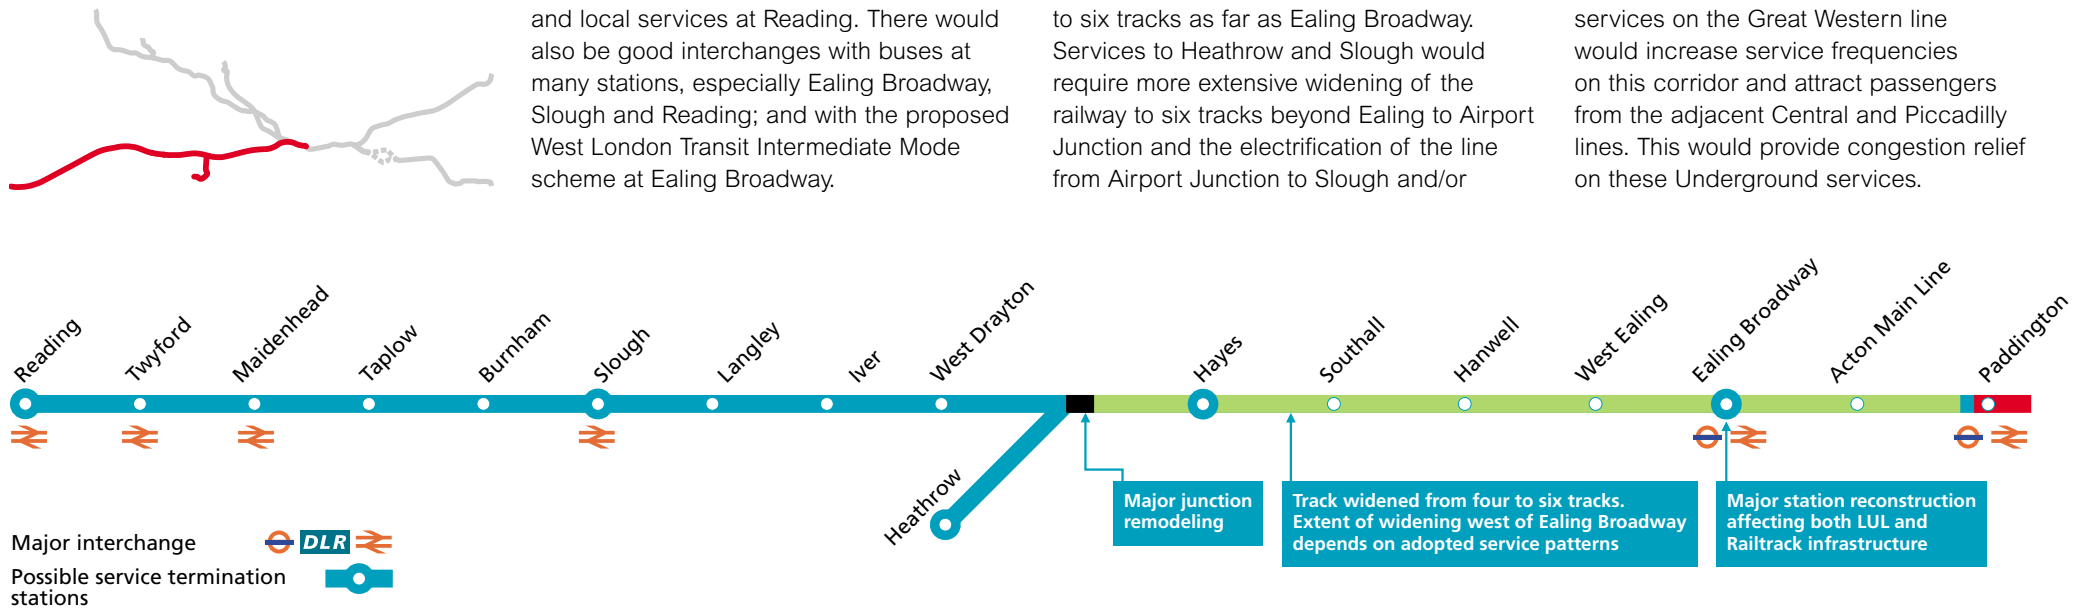 and local services at Reading. There would
also be good interchanges with buses at
many stations, especially Ealing Broadway,
Slough and Reading; and with the proposed
West London Transit Intermediate Mode
scheme at Ealing Broadway.
to six tracks as far as Ealing Broadway.
Services to Heathrow and Slough would
require more extensive widening of the
railway to six tracks beyond Ealing to Airport
Junction and the electrification of the line
from Airport Junction to Slough and/or
services on the Great Western line
would increase service frequencies
on this corridor and attract passengers
from the adjacent Central and Piccadilly
lines. This would provide congestion relief
on these Underground services.
Reading
Twyford
Maidenhead
Taplow
Burnham
Slough
Langley
Iver
West Drayton
Hayes
Southall
Hanwell
West Ealing
Ealing Broadway
Acton Main Line
Paddington
Heathrow
Major junction
remodeling
Track widened from four to six tracks.
Extent of widening west of Ealing Broadway
depends on adopted service patterns
Major station reconstruction
affecting both LUL and
Railtrack infrastructure
Major interchange
DLR
Possible service termination
stations